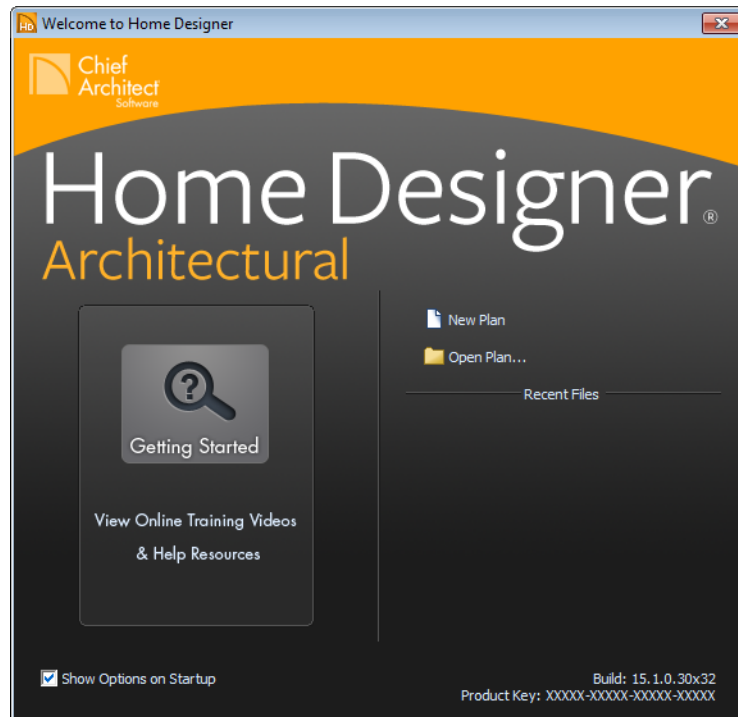 Welcome to Home Designer
Chief
Architect
Software
Home Designer®
Architectural
New Plan
Open Plan...
Recent Files
Getting Started
View Online Training Videos
& Help Resources
Show Options on Startup
Build: 15.1.0.30x32
Product Key: XXXXX-XXXXX-XXXXX-XXXXX